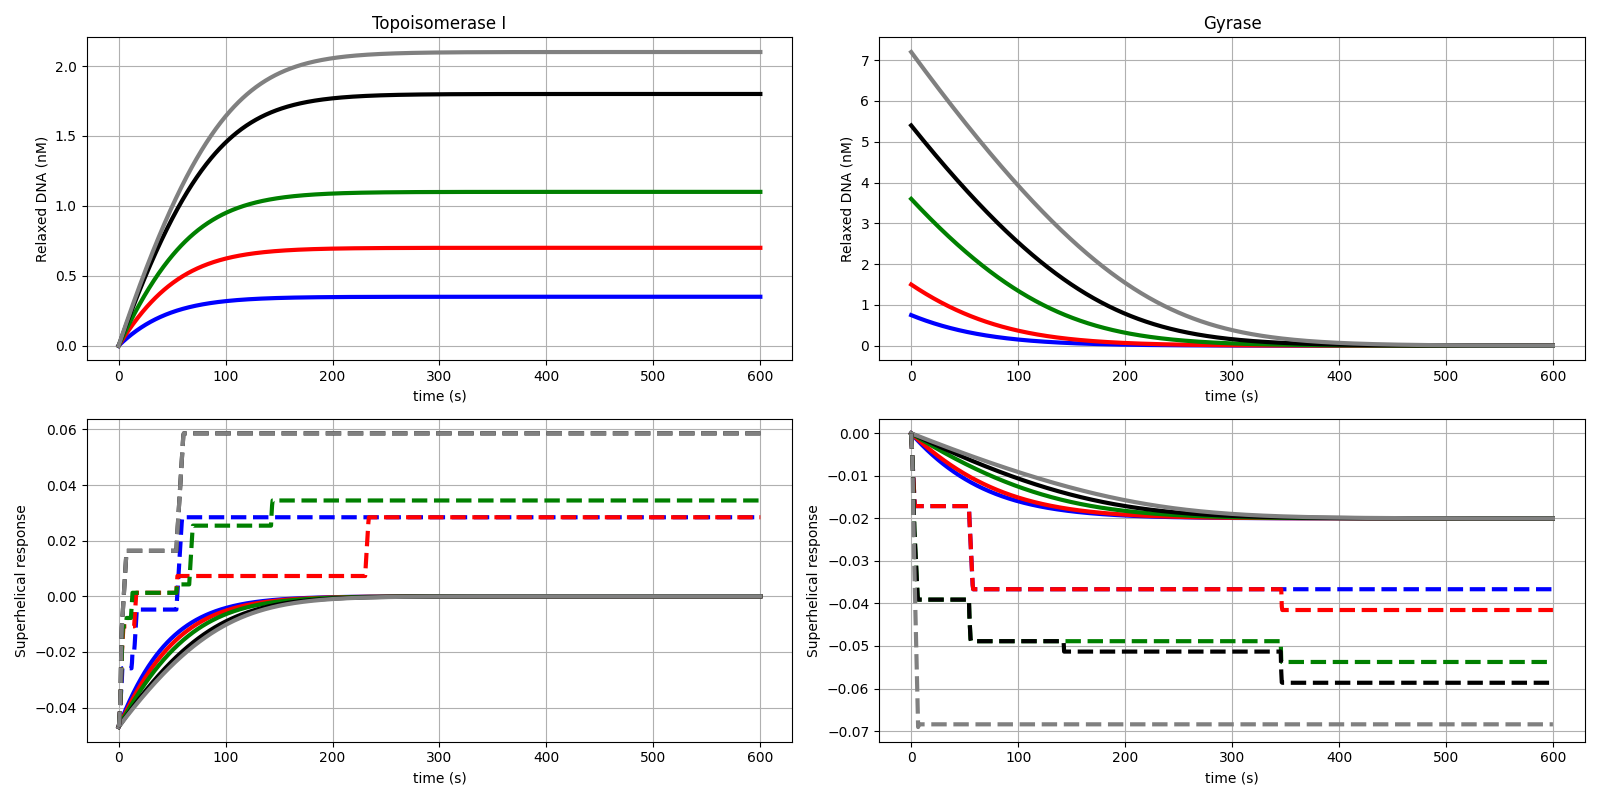 Topoisomerase I
Relaxed DNA (nM)
2.0
1.5
1.0
0.5
0.0
0 100 200 300 400 500 600
time (s)
Gyrase
Relaxed DNA (nM)
7
6
5
4
3
2
1
0
0 100 200 300 400 500 600
time (s)
Superhelical response
0.06
0.04
0.02
0.00
−0.02
−0.04
0 100 200 300 400 500 600
time (s)
Superhelical response
0.00
−0.01
−0.02
−0.03
−0.04
−0.05
−0.06
−0.07
0 100 200 300 400 500 600
time (s)